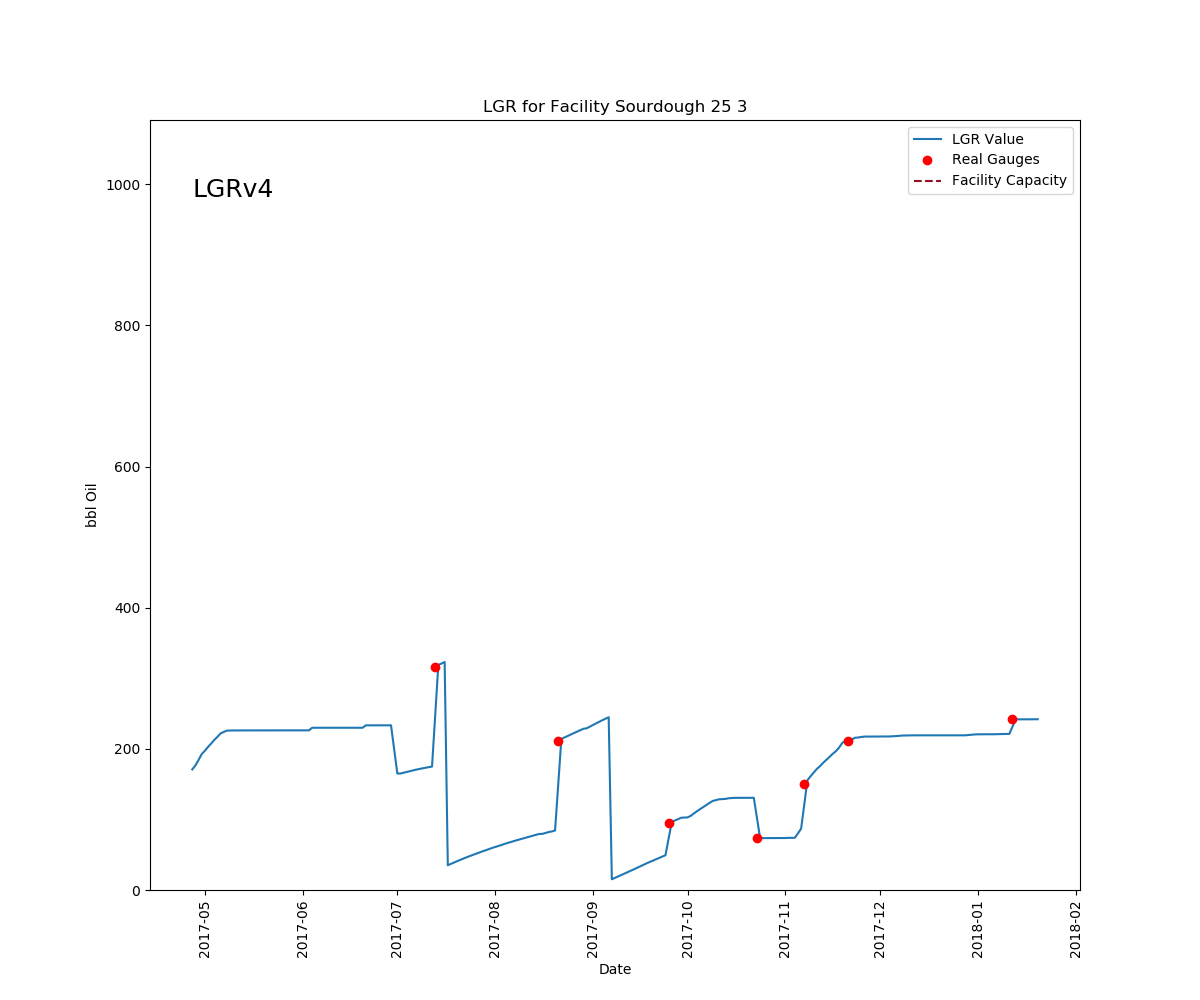 LGR for Facility Sourdough 25 3
LGRv4
LGR Value
Real Gauges
Facility Capacity
bbl Oil
1000
800
600
400
200
0
2017-05
2017-06
2017-07
2017-08
2017-09
2017-10
2017-11
2017-12
2018-01
2018-02
Date